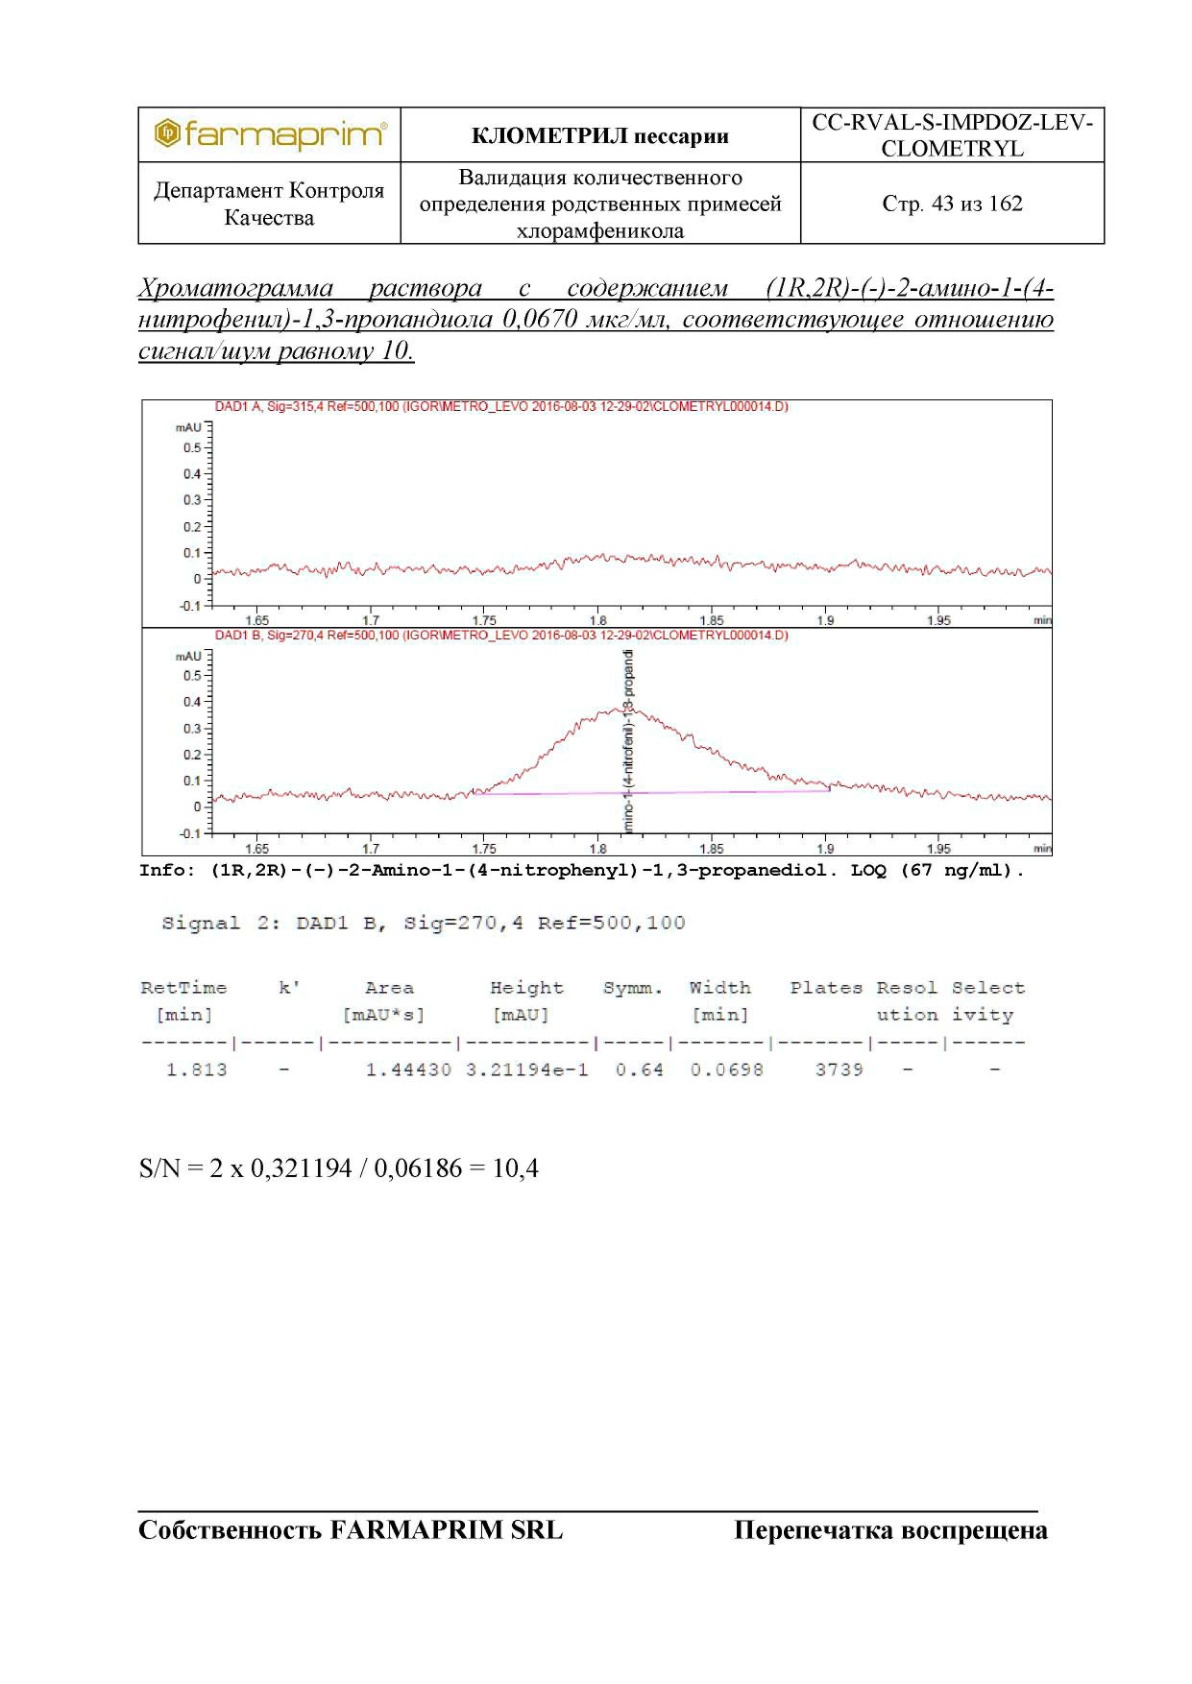 farmaprim®
КЛОМЕТРИЛ пессарии
CC-RVAL-S-IMPDOZ-LEV-
CLOMETRYL
Департамент Контроля
Качества
Валидация количественного
определения родственных примесей
хлорамфеникола
Стр. 43 из 162
Хроматограмма раствора с содержанием (1R,2R)-(-)-2-амино-1-(4-
нитрофенил)-1,3-пропандиола 0,0670 мкг/мл, соответствующее отношению
сигнал/шум равному 10.
DAD1 A, Sig=315,4 Ref=500,100 (IGOR\METRO_LEVO 2016-08-03 12-29-02\CLOMETRYL000014.D)
mAU
0.5
0.4
0.3
0.2
0.1
0
-0.1
1.65 1.7 1.75 1.8 1.85 1.9 1.95 min
DAD1 B, Sig=270,4 Ref=500,100 (IGOR\METRO_LEVO 2016-08-03 12-29-02\CLOMETRYL000014.D)
mAU
0.5
0.4
0.3
0.2
0.1
0
-0.1
mino-1-(4-nitrofenil)-1,3-propandi
1.65 1.7 1.75 1.8 1.85 1.9 1.95 min
Info: (1R,2R)-(-)-2-Amino-1-(4-nitrophenyl)-1,3-propanediol. LOQ (67 ng/ml).
Signal 2: DAD1 B, Sig=270,4 Ref=500,100
RetTime k' Area Height Symm. Width Plates Resol Select
[min] [mAU*s] [mAU] [min] ution ivity
-------|------|----------|----------|-----|-------|-------|-----|------
1.813 - 1.44430 3.21194e-1 0.64 0.0698 3739 - -
S/N = 2 x 0,321194 / 0,06186 = 10,4
Собственность FARMAPRIM SRL Перепечатка воспрещена